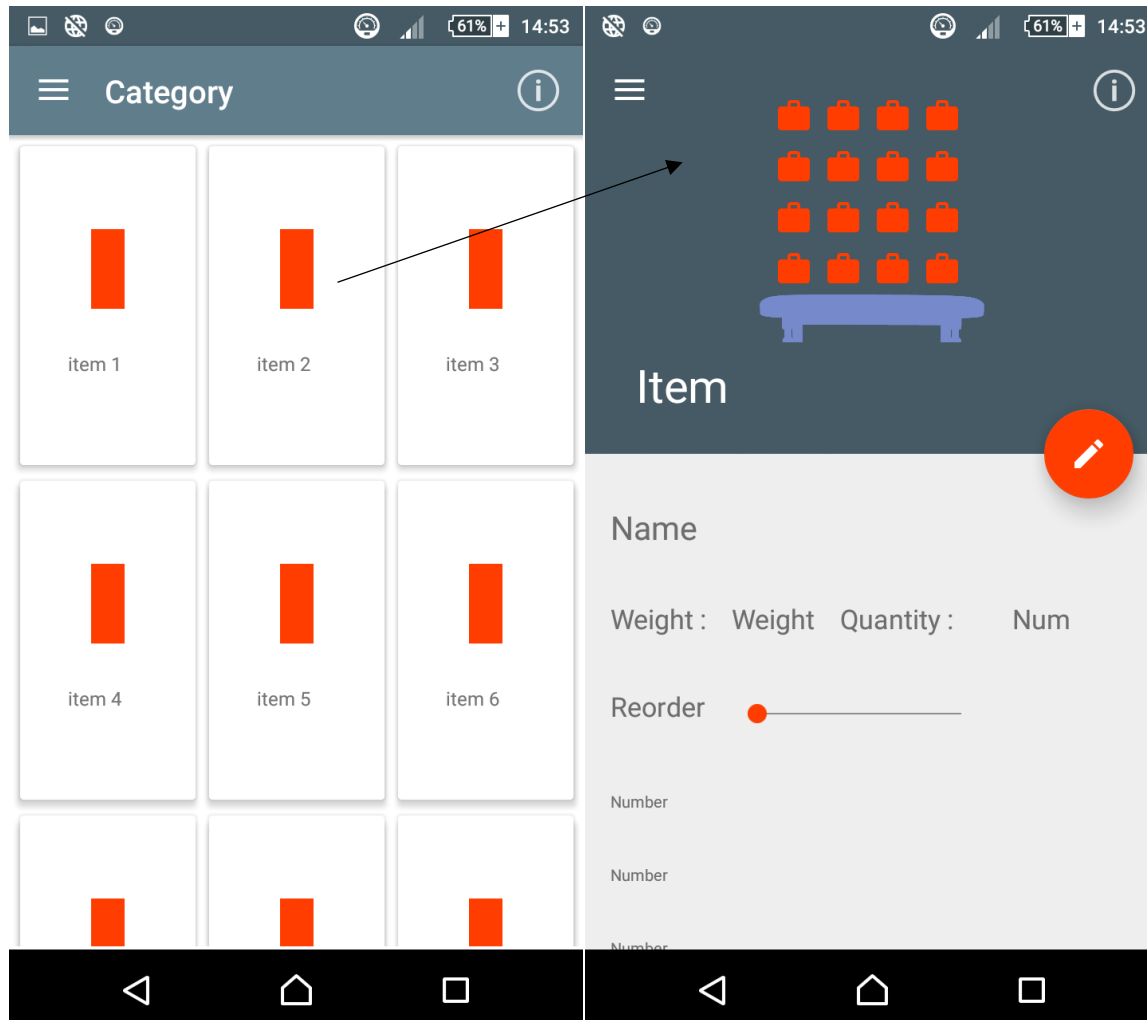 61% 14:53
Category
item 1 item 2 item 3
item 4 item 5 item 6
61% 14:53
Item
Name
Weight : Weight Quantity : Num
Reorder
Number
Number
Number